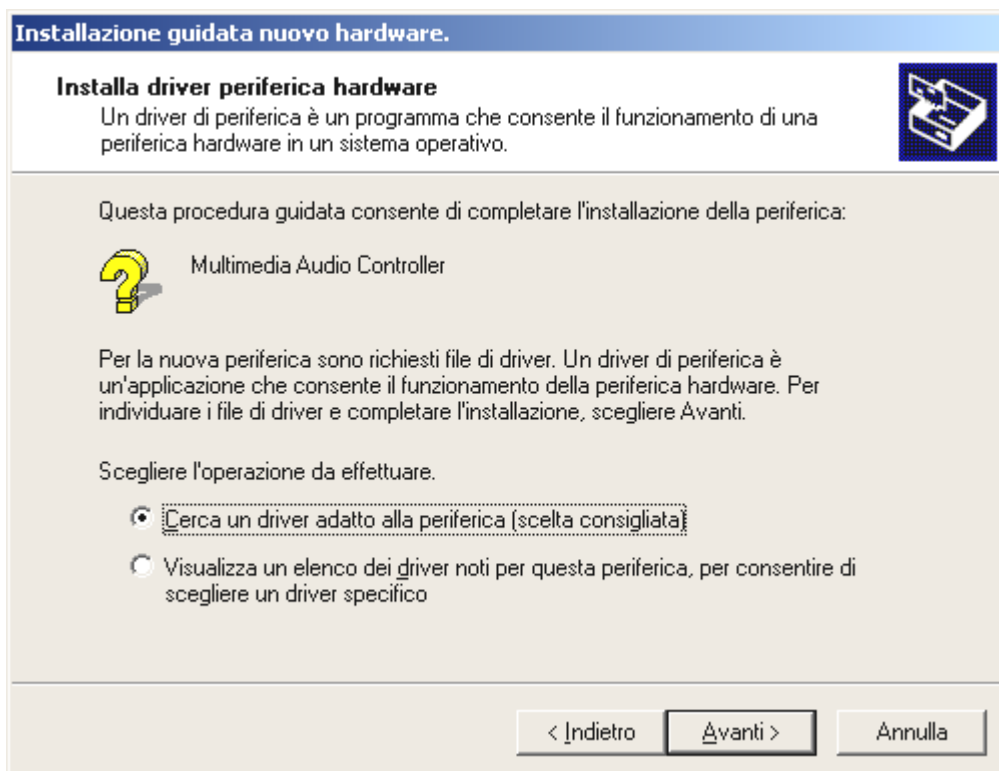 Installazione guidata nuovo hardware.
Installa driver periferica hardware
Un driver di periferica è un programma che consente il funzionamento di una
periferica hardware in un sistema operativo.
Questa procedura guidata consente di completare l'installazione della periferica:
Multimedia Audio Controller
Per la nuova periferica sono richiesti file di driver. Un driver di periferica è
un'applicazione che consente il funzionamento della periferica hardware. Per
individuare i file di driver e completare l'installazione, scegliere Avanti.
Scegliere l'operazione da effettuare.
Cerca un driver adatto alla periferica (scelta consigliata)
Visualizza un elenco dei driver noti per questa periferica, per consentire di
scegliere un driver specifico
< Indietro Avanti > Annulla